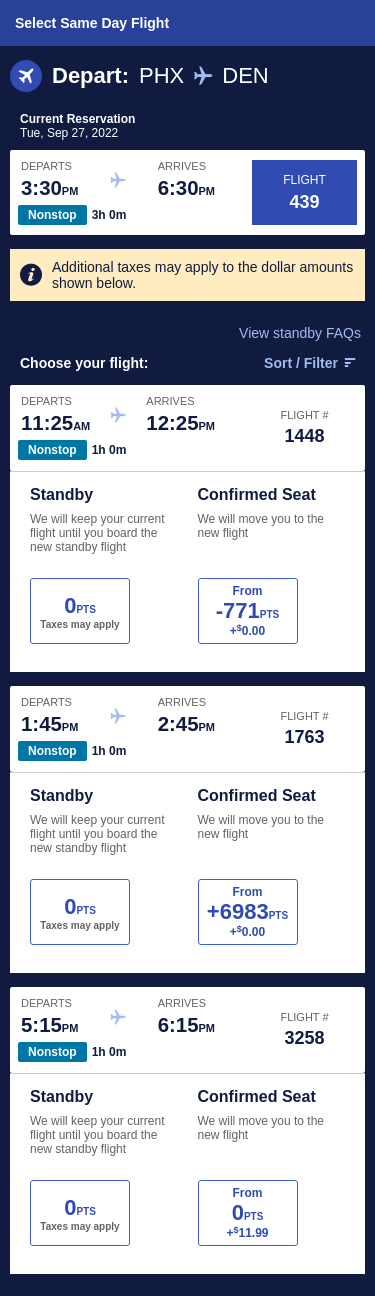 Select Same Day Flight
Depart: PHX DEN
Current Reservation
Tue, Sep 27, 2022
DEPARTS ARRIVES FLIGHT
3:30PM 6:30PM 439
Nonstop 3h 0m
Additional taxes may apply to the dollar amounts
shown below.
View standby FAQs
Choose your flight: Sort / Filter
DEPARTS ARRIVES FLIGHT #
11:25AM 12:25PM 1448
Nonstop 1h 0m
Standby Confirmed Seat
We will keep your current We will move you to the
flight until you board the new flight
new standby flight
From
0PTS -771PTS
Taxes may apply +$0.00
DEPARTS ARRIVES FLIGHT #
1:45PM 2:45PM 1763
Nonstop 1h 0m
Standby Confirmed Seat
We will keep your current We will move you to the
flight until you board the new flight
new standby flight
From
0PTS +6983PTS
Taxes may apply +$0.00
DEPARTS ARRIVES FLIGHT #
5:15PM 6:15PM 3258
Nonstop 1h 0m
Standby Confirmed Seat
We will keep your current We will move you to the
flight until you board the new flight
new standby flight
From
0PTS 0PTS
Taxes may apply +$11.99